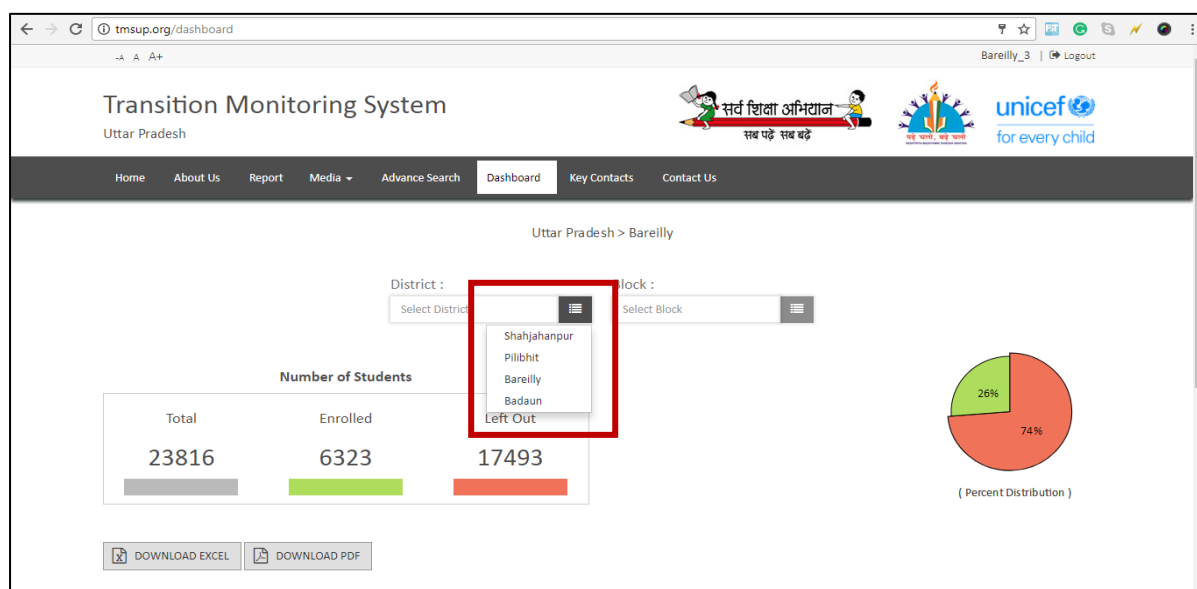 tmsup.org/dashboard
-A A A+
Bareilly_3 | Logout
Transition Monitoring System
Uttar Pradesh
सर्व शिक्षा अभियान
सब पढ़ें सब बढ़ें
unicef
for every child
Home About Us Report Media Advance Search Dashboard Key Contacts Contact Us
Uttar Pradesh > Bareilly
District :
Select District
Block :
Select Block
Shahjahanpur
Pilibhit
Bareilly
Badaun
Number of Students
Total Enrolled Left Out
23816 6323 17493
26%
74%
( Percent Distribution )
DOWNLOAD EXCEL DOWNLOAD PDF